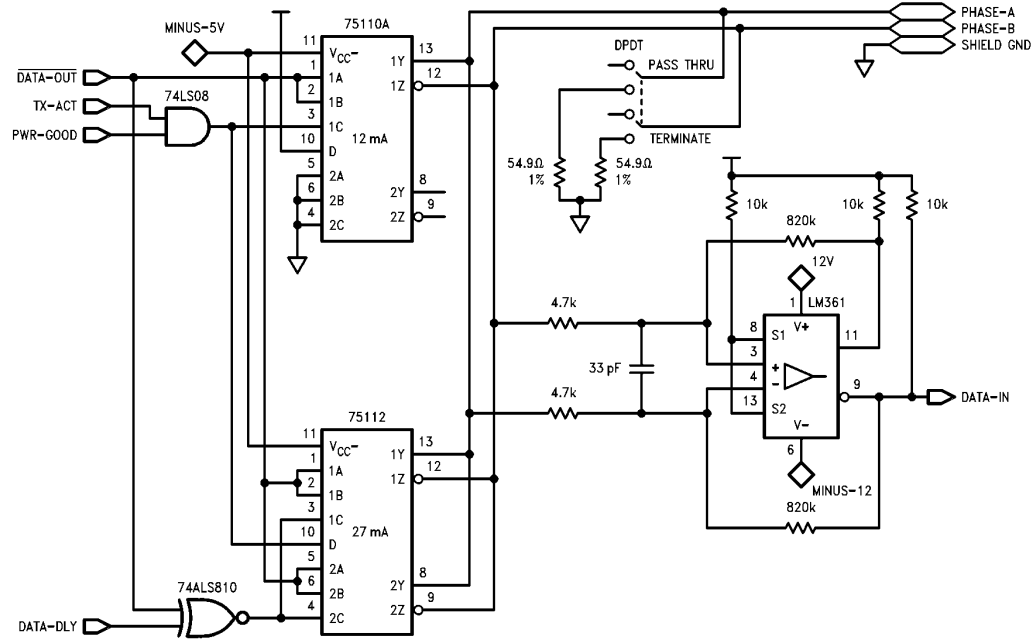 75110A
MINUS-5V
11 VCC- 1Y 13
DATA-OUT
1 1A 1Z 12
2 1B
TX-ACT
74LS08
3 1C
12 mA
PWR-GOOD
10 D
5 2A
6 2B 2Y 8
4 2C 2Z 9
PHASE-A
PHASE-B
SHIELD GND
DPDT
PASS THRU
TERMINATE
54.9Ω
1%
54.9Ω
1%
10k
10k
10k
820k
12V
1 LM361
V+
8 S1 11
3 +
4 -
9
13 S2
V-
6
MINUS-12
820k
DATA-IN
4.7k
33 pF
4.7k
75112
11 VCC- 1Y 13
1 1A 1Z 12
2 1B
3 1C
27 mA
10 D
5 2A
6 2B 2Y 8
4 2C 2Z 9
74ALS810
DATA-DLY